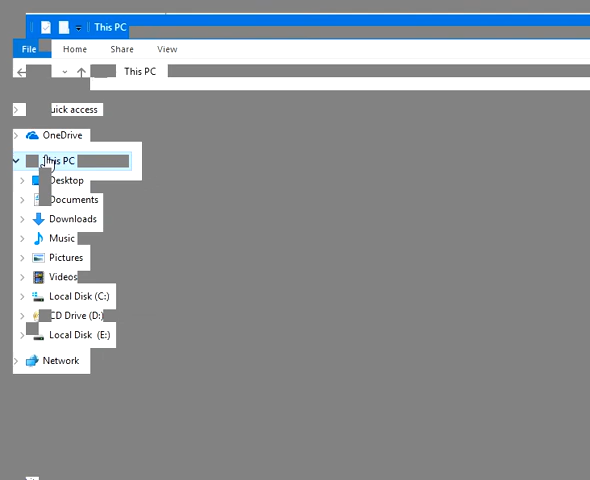 This PC
File Home Share View
This PC
uick access
OneDrive
This PC
Desktop
Documents
Downloads
Music
Pictures
Videos
Local Disk (C:)
CD Drive (D:)
Local Disk (E:)
Network